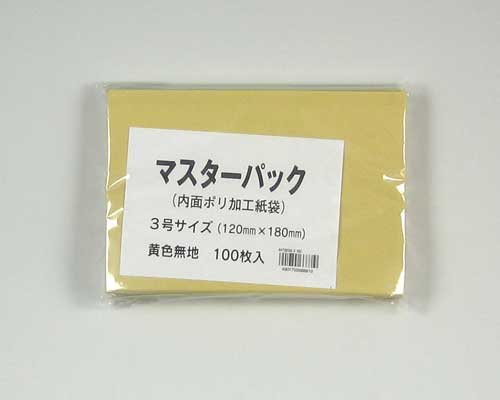 マスターパック
(内面ポリ加工紙袋)
3号サイズ(120mm×180mm)
黄色無地 100枚入